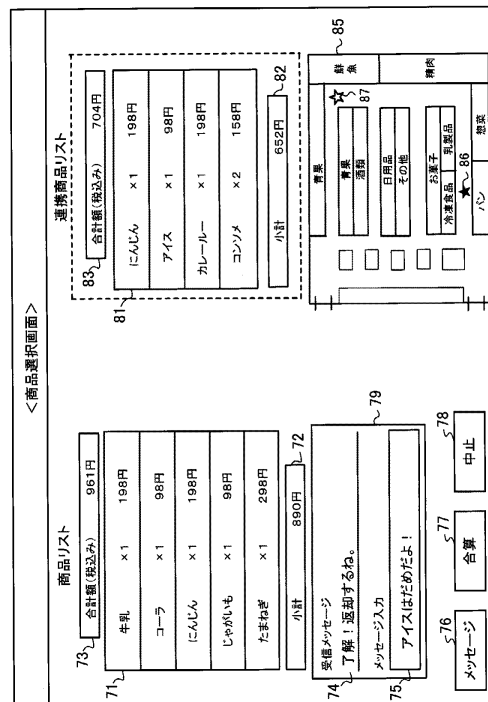 ＜商品選択画面＞
商品リスト
73
合計額(税込み) 961円
71
牛乳 ×1 198円
コーラ ×1 98円
にんじん ×1 198円
じゃがいも ×1 98円
たまねぎ ×1 298円
小計 890円
72
79
受信メッセージ
74
了解！返却するね。
メッセージ入力
75
アイスはだめだよ！
76
メッセージ
77
合算
78
中止
連携商品リスト
83
合計額(税込み) 704円
81
にんじん ×1 198円
アイス ×1 98円
カレールー ×1 198円
コンソメ ×2 158円
小計 652円
82
85
青果
鮮魚
87
青果
酒類
精肉
日用品
その他
お菓子
冷凍食品 乳製品
86
パン
惣菜